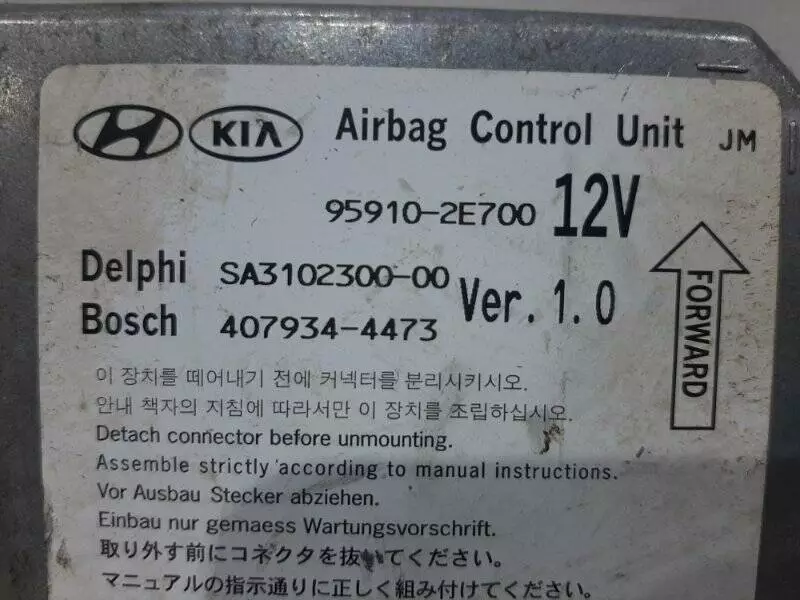 KIA Airbag Control Unit JM
95910-2E700 12V
Delphi SA3102300-00
Bosch 407934-4473
Ver. 1.0
FORWARD
이 장치를 떼어내기 전에 커넥터를 분리시키시오.
안내 책자의 지침에 따라서만 이 장치를 조립하십시오.
Detach connector before unmounting.
Assemble strictly according to manual instructions.
Vor Ausbau Stecker abziehen.
Einbau nur gemaess Wartungsvorschrift.
取り外す前にコネクタを抜いてください。
マニュアルの指示通りに正しく組み付けてください。